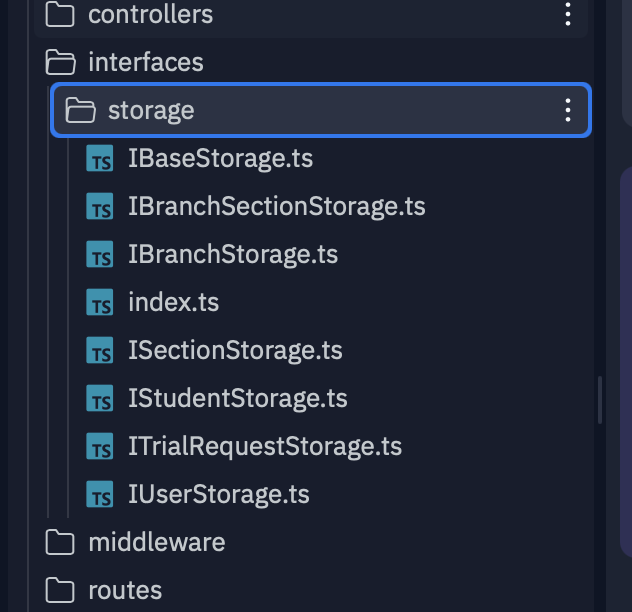 controllers
interfaces
storage
TS IBaseStorage.ts
TS IBranchSectionStorage.ts
TS IBranchStorage.ts
TS index.ts
TS ISectionStorage.ts
TS IStudentStorage.ts
TS ITrialRequestStorage.ts
TS IUserStorage.ts
middleware
routes